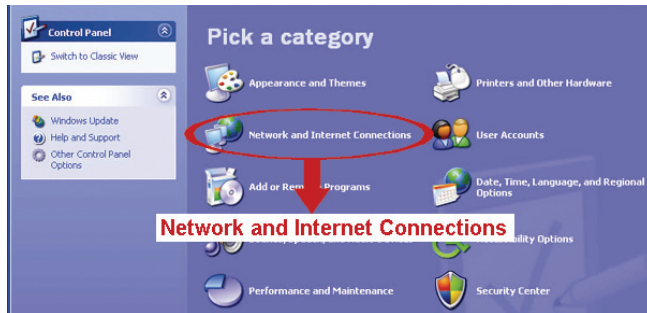 Control Panel
Switch to Classic View
See Also
Windows Update
Help and Support
Other Control Panel
Options
Pick a category
Appearance and Themes
Printers and Other Hardware
Network and Internet Connections
User Accounts
Add or Programs
Date, Time, Language, and Regional
Options
Network and Internet Connections
Options
Performance and Maintenance
Security Center